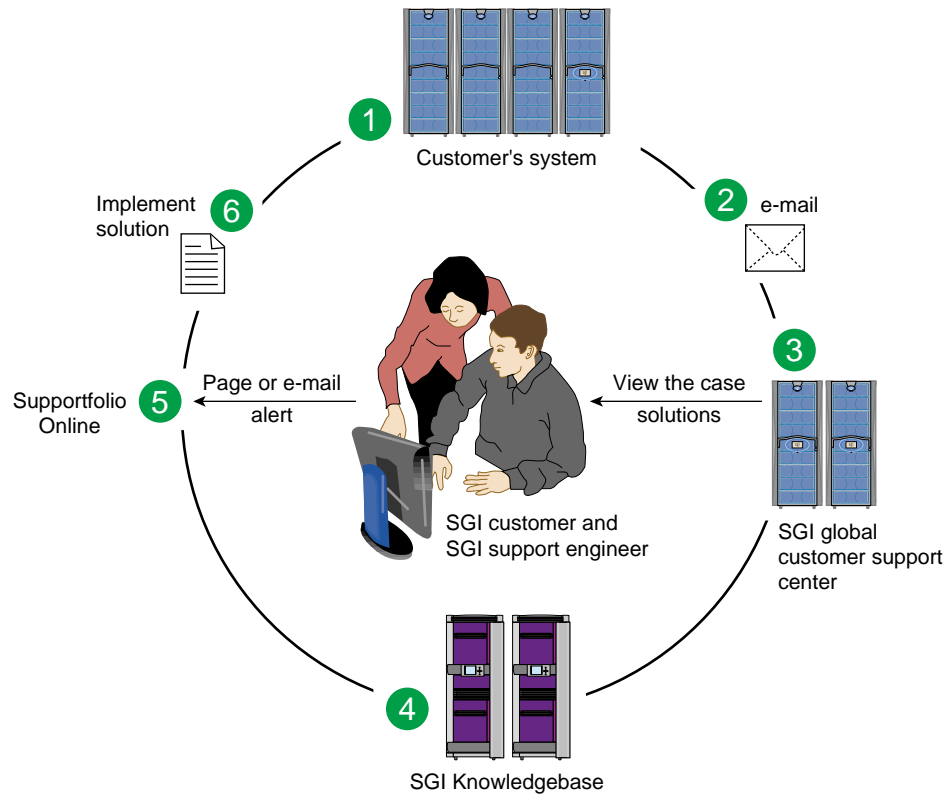 1
Customer's system
2
e-mail
6
Implement
solution
3
5
Supportfolio
Online
Page or e-mail
alert
View the case
solutions
SGI customer and
SGI support engineer
SGI global
customer support
center
4
SGI Knowledgebase